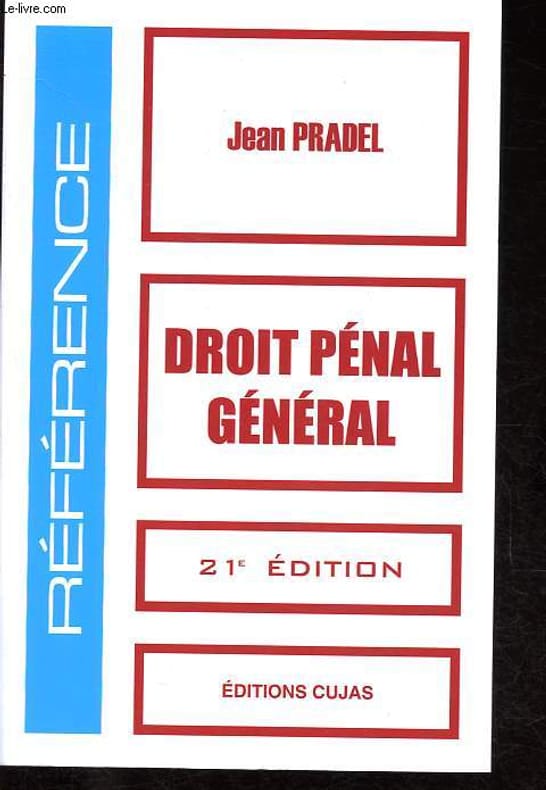 Le-livre.com
RÉFÉRENCE
Jean PRADEL
DROIT PÉNAL
GÉNÉRAL
21E ÉDITION
ÉDITIONS CUJAS